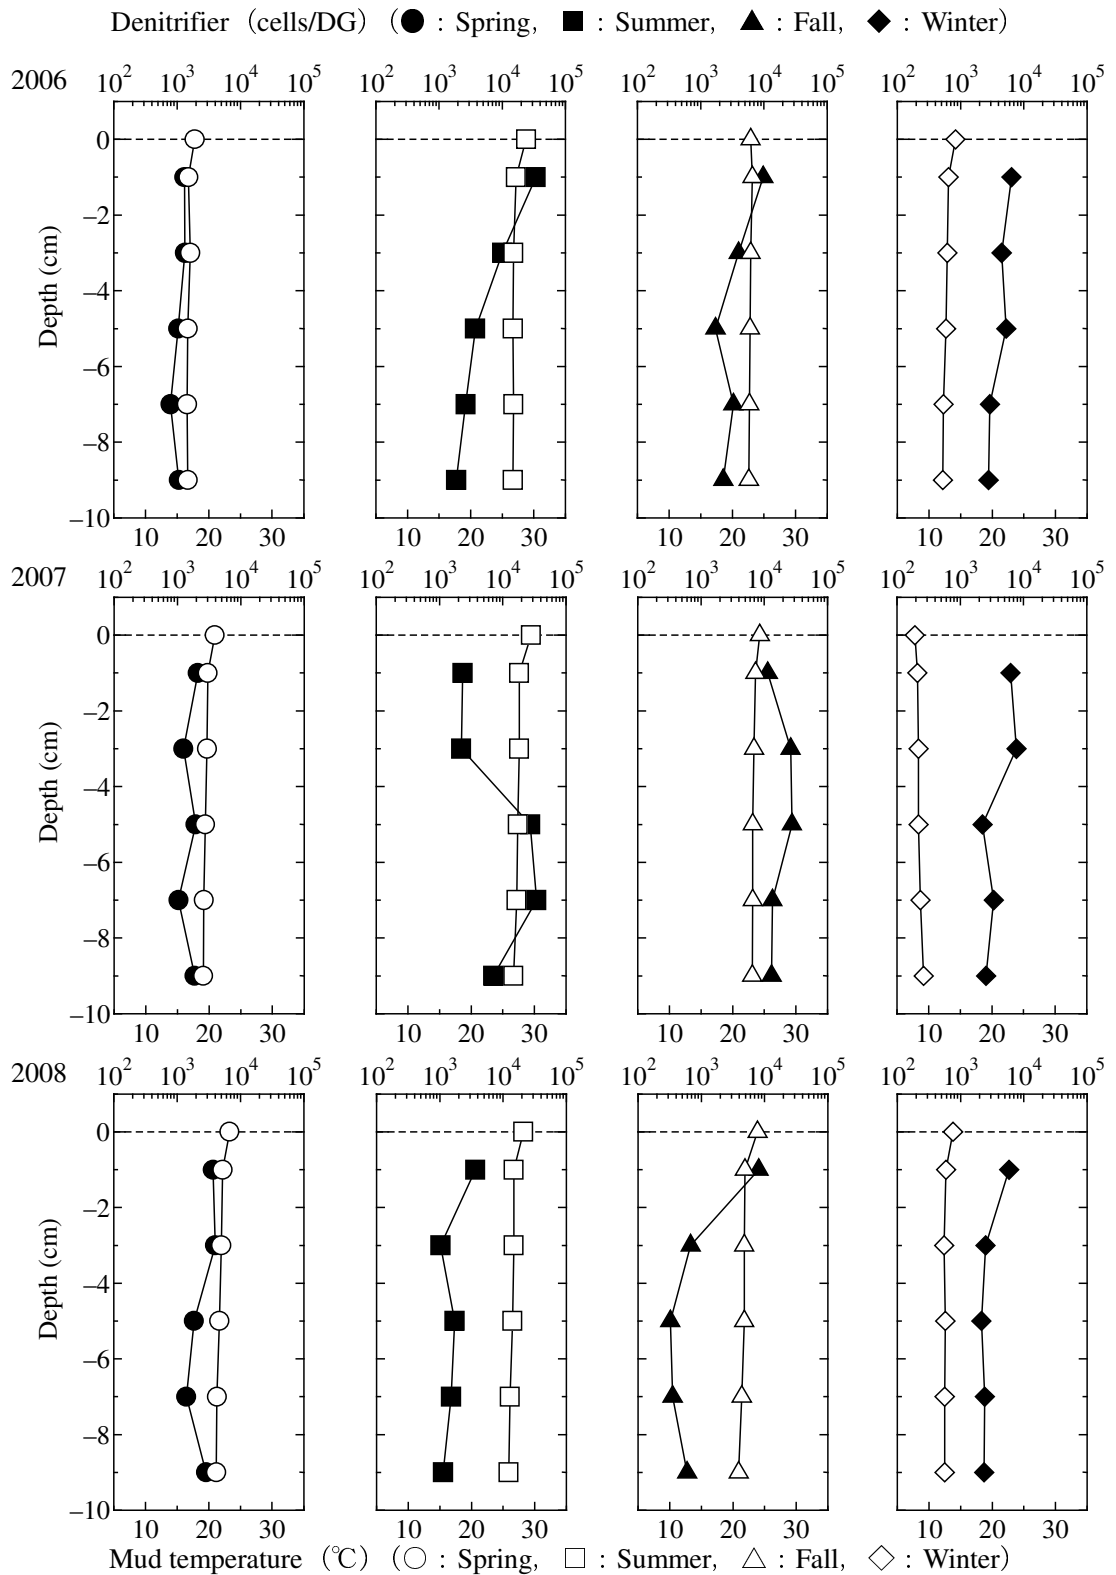 Denitrifier (cells/DG) (● : Spring, ■ : Summer, ▲ : Fall, ◆ : Winter)
2006 10² 10³ 10⁴ 10⁵ 10² 10³ 10⁴ 10⁵ 10² 10³ 10⁴ 10⁵ 10² 10³ 10⁴ 10⁵
0
−2
Depth (cm)
−4
−6
−8
−10
10 20 30 10 20 30 10 20 30 10 20 30
2007 10² 10³ 10⁴ 10⁵ 10² 10³ 10⁴ 10⁵ 10² 10³ 10⁴ 10⁵ 10² 10³ 10⁴ 10⁵
0
−2
Depth (cm)
−4
−6
−8
−10
10 20 30 10 20 30 10 20 30 10 20 30
2008 10² 10³ 10⁴ 10⁵ 10² 10³ 10⁴ 10⁵ 10² 10³ 10⁴ 10⁵ 10² 10³ 10⁴ 10⁵
0
−2
Depth (cm)
−4
−6
−8
−10
10 20 30 10 20 30 10 20 30 10 20 30
Mud temperature (℃) (○ : Spring, □ : Summer, △ : Fall, ◇ : Winter)